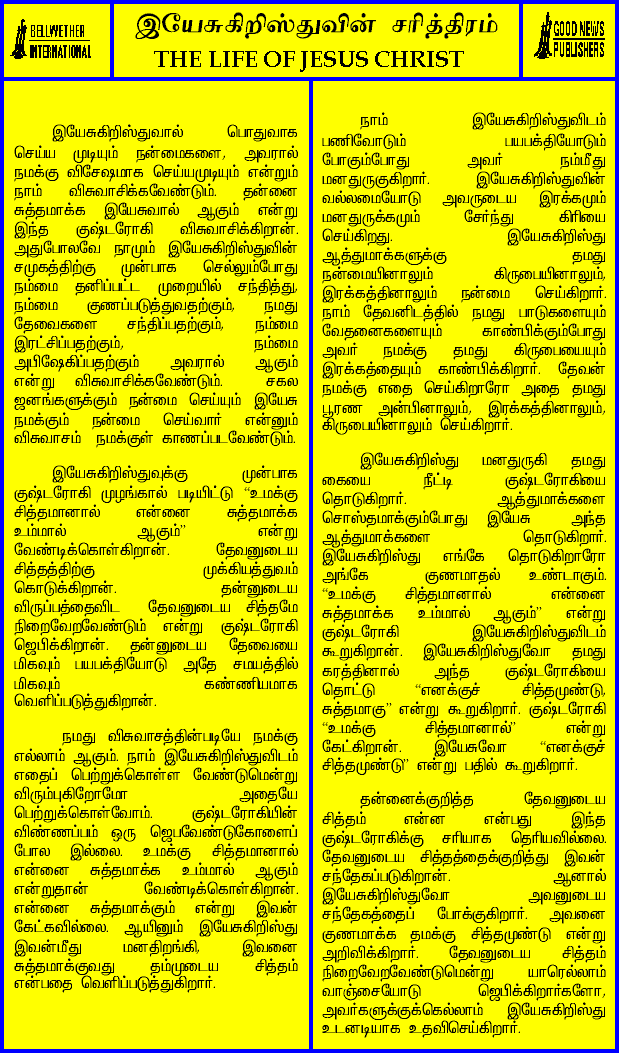 BELLWETHER
INTERNATIONAL
இயேசுகிறிஸ்துவின் சரித்திரம்
THE LIFE OF JESUS CHRIST
GOOD NEWS
PUBLISHERS
இயேசுகிறிஸ்துவால் பொதுவாக
செய்ய முடியும் நன்மைகளை, அவரால்
நமக்கு விசேஷமாக செய்யமுடியும் என்றும்
நாம் விசுவாசிக்கவேண்டும். தன்னை
சுத்தமாக்க இயேசுவால் ஆகும் என்று
இந்த குஷ்டரோகி விசுவாசிக்கிறான்.
அதுபோலவே நாமும் இயேசுகிறிஸ்துவின்
சமுகத்திற்கு முன்பாக செல்லும்போது
நம்மை தனிப்பட்ட முறையில் சந்தித்து,
நம்மை குணப்படுத்துவதற்கும், நமது
தேவைகளை சந்திப்பதற்கும், நம்மை
இரட்சிப்பதற்கும், நம்மை
அபிஷேகிப்பதற்கும் அவரால் ஆகும்
என்று விசுவாசிக்கவேண்டும். சகல
ஜனங்களுக்கும் நன்மை செய்யும் இயேசு
நமக்கும் நன்மை செய்வார் என்னும்
விசுவாசம் நமக்குள் காணப்படவேண்டும்.
இயேசுகிறிஸ்துவுக்கு முன்பாக
குஷ்டரோகி முழங்கால் படியிட்டு “உமக்கு
சித்தமானால் என்னை சுத்தமாக்க
உம்மால் ஆகும்” என்று
வேண்டிக்கொள்கிறான். தேவனுடைய
சித்தத்திற்கு முக்கியத்துவம்
கொடுக்கிறான். தன்னுடைய
விருப்பத்தைவிட தேவனுடைய சித்தமே
நிறைவேறவேண்டும் என்று குஷ்டரோகி
ஜெபிக்கிறான். தன்னுடைய தேவையை
மிகவும் பயபக்தியோடு அதே சமயத்தில்
மிகவும் கண்ணியமாக
வெளிப்படுத்துகிறான்.
நமது விசுவாசத்தின்படியே நமக்கு
எல்லாம் ஆகும். நாம் இயேசுகிறிஸ்துவிடம்
எதைப் பெற்றுக்கொள்ள வேண்டுமென்று
விரும்புகிறோமோ அதையே
பெற்றுக்கொள்வோம். குஷ்டரோகியின்
விண்ணப்பம் ஒரு ஜெபவேண்டுகோளைப்
போல இல்லை. உமக்கு சித்தமானால்
என்னை சுத்தமாக்க உம்மால் ஆகும்
என்றுதான் வேண்டிக்கொள்கிறான்.
என்னை சுத்தமாக்கும் என்று இவன்
கேட்கவில்லை. ஆயினும் இயேசுகிறிஸ்து
இவன்மீது மனதிரங்கி, இவனை
சுத்தமாக்குவது தம்முடைய சித்தம்
என்பதை வெளிப்படுத்துகிறார்.
நாம் இயேசுகிறிஸ்துவிடம்
பணிவோடும் பயபக்தியோடும்
போகும்போது அவர் நம்மீது
மனதுருகுகிறார். இயேசுகிறிஸ்துவின்
வல்லமையோடு அவருடைய இரக்கமும்
மனதுருக்கமும் சேர்ந்து கிரியை
செய்கிறது. இயேசுகிறிஸ்து
ஆத்துமாக்களுக்கு தமது
நன்மையினாலும் கிருபையினாலும்,
இரக்கத்தினாலும் நன்மை செய்கிறார்.
நாம் தேவனிடத்தில் நமது பாடுகளையும்
வேதனைகளையும் காண்பிக்கும்போது
அவர் நமக்கு தமது கிருபையையும்
இரக்கத்தையும் காண்பிக்கிறார். தேவன்
நமக்கு எதை செய்கிறாரோ அதை தமது
பூரண அன்பினாலும், இரக்கத்தினாலும்,
கிருபையினாலும் செய்கிறார்.
இயேசுகிறிஸ்து மனதுருகி தமது
கையை நீட்டி குஷ்டரோகியை
தொடுகிறார். ஆத்துமாக்களை
சொஸ்தமாக்கும்போது இயேசு அந்த
ஆத்துமாக்களை தொடுகிறார்.
இயேசுகிறிஸ்து எங்கே தொடுகிறாரோ
அங்கே குணமாதல் உண்டாகும்.
“உமக்கு சித்தமானால் என்னை
சுத்தமாக்க உம்மால் ஆகும்” என்று
குஷ்டரோகி இயேசுகிறிஸ்துவிடம்
கூறுகிறான். இயேசுகிறிஸ்துவோ தமது
கரத்தினால் அந்த குஷ்டரோகியை
தொட்டு “எனக்குச் சித்தமுண்டு,
சுத்தமாகு” என்று கூறுகிறார். குஷ்டரோகி
“உமக்கு சித்தமானால்” என்று
கேட்கிறான். இயேசுவோ “எனக்குச்
சித்தமுண்டு” என்று பதில் கூறுகிறார்.
தன்னைக்குறித்த தேவனுடைய
சித்தம் என்ன என்பது இந்த
குஷ்டரோகிக்கு சரியாக தெரியவில்லை.
தேவனுடைய சித்தத்தைக்குறித்து இவன்
சந்தேகப்படுகிறான். ஆனால்
இயேசுகிறிஸ்துவோ அவனுடைய
சந்தேகத்தைப் போக்குகிறார். அவனை
குணமாக்க தமக்கு சித்தமுண்டு என்று
அறிவிக்கிறார். தேவனுடைய சித்தம்
நிறைவேறவேண்டுமென்று யாரெல்லாம்
வாஞ்சையோடு ஜெபிக்கிறார்களோ,
அவர்களுக்குக்கெல்லாம் இயேசுகிறிஸ்து
உடனடியாக உதவிசெய்கிறார்.